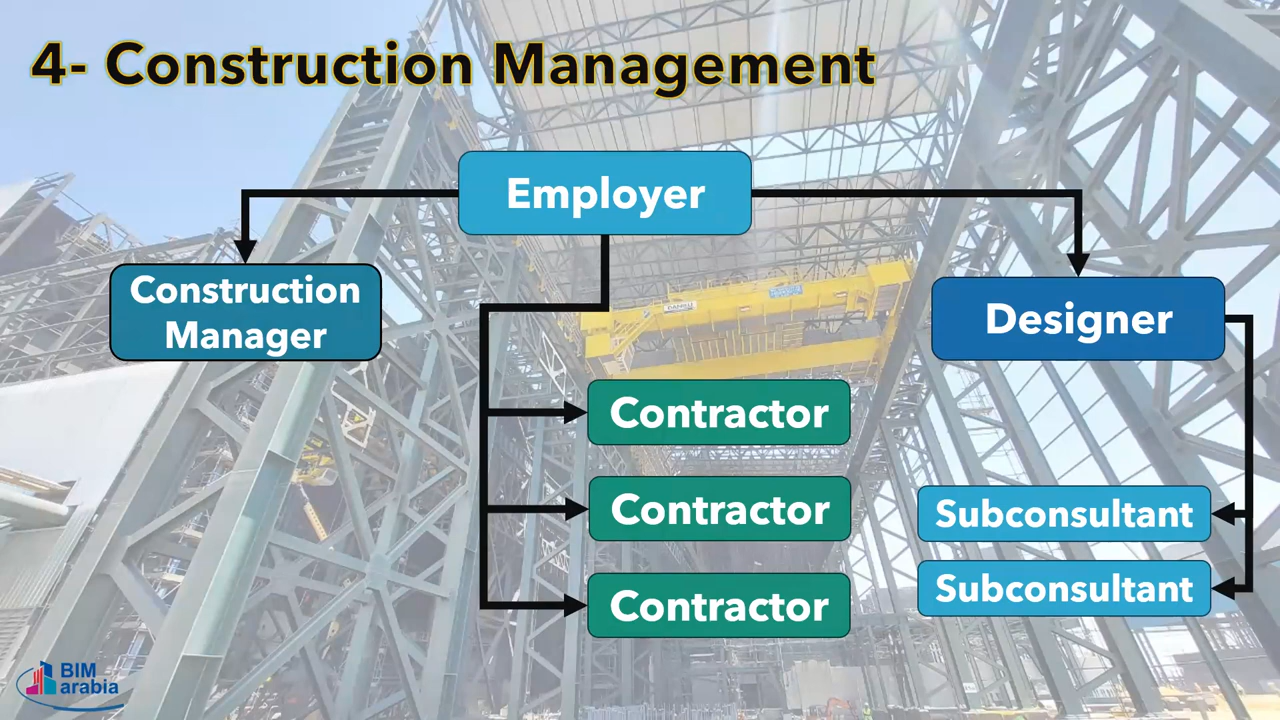 4- Construction Management
Employer
Construction
Manager
Designer
Contractor
Contractor
Subconsultant
Subconsultant
Contractor
BIM
arabia